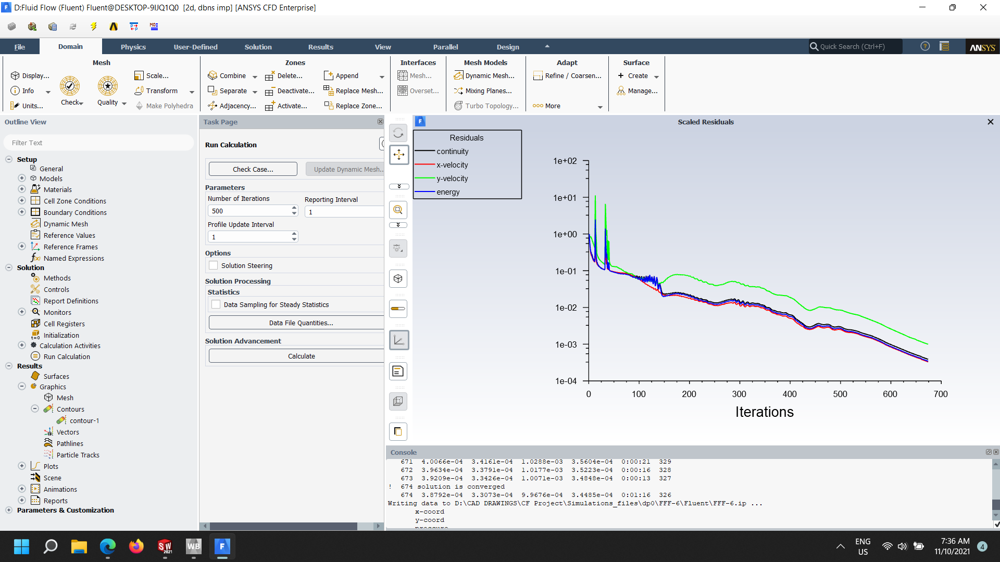 D:Fluid Flow (Fluent) Fluent@DESKTOP-9IJQ1Q0  [2d, dbns imp] [ANSYS CFD Enterprise]
File Domain Physics User-Defined Solution Results View Parallel Design Quick Search (Ctrl+F) ANSYS
Mesh
Display... Scale...
Info Transform
Check Quality
Units... Make Polyhedra
Zones
Combine Delete... Append
Separate Deactivate... Replace Mesh...
Adjacency... Activate... Replace Zone...
Interfaces
Mesh...
Overset...
Mesh Models
Dynamic Mesh...
Mixing Planes...
Turbo Topology...
Adapt
Refine / Coarsen...
More
Surface
Create
Manage...
Outline View
Filter Text
Setup
General
Models
Materials
Cell Zone Conditions
Boundary Conditions
Dynamic Mesh
Reference Values
Reference Frames
f(x) Named Expressions
Solution
Methods
Controls
Report Definitions
Monitors
Cell Registers
t=0 Initialization
Calculation Activities
Run Calculation
Results
Surfaces
Graphics
Mesh
Contours
contour-1
Vectors
Pathlines
Particle Tracks
Plots
Scene
Animations
Reports
Parameters & Customization
Task Page
Run Calculation
Check Case... Update Dynamic Mesh..
Parameters
Number of Iterations Reporting Interval
500 1
Profile Update Interval
1
Options
Solution Steering
Solution Processing
Statistics
Data Sampling for Steady Statistics
Data File Quantities...
Solution Advancement
Calculate
Scaled Residuals
Residuals
continuity
x-velocity
y-velocity
energy
1e+02
1e+01
1e+00
1e-01
1e-02
1e-03
1e-04
0 100 200 300 400 500 600 700
Iterations
Console
671 4.0066e-04 3.4161e-04 1.0288e-03 3.5604e-04 0:00:21 329
672 3.9634e-04 3.3791e-04 1.0177e-03 3.5223e-04 0:00:16 328
673 3.9209e-04 3.3426e-04 1.0071e-03 3.4848e-04 0:00:13 327
! 674 solution is converged
674 3.8792e-04 3.3073e-04 9.9676e-04 3.4485e-04 0:01:16 326
Writing data to D:\CAD DRAWINGS\CF Project\Simulations_files\dp0\FFF-6\Fluent\FFF-6.ip ...
x-coord
y-coord
pressure
SW 2021 WB F
ENG
US
7:36 AM
11/10/2021
4